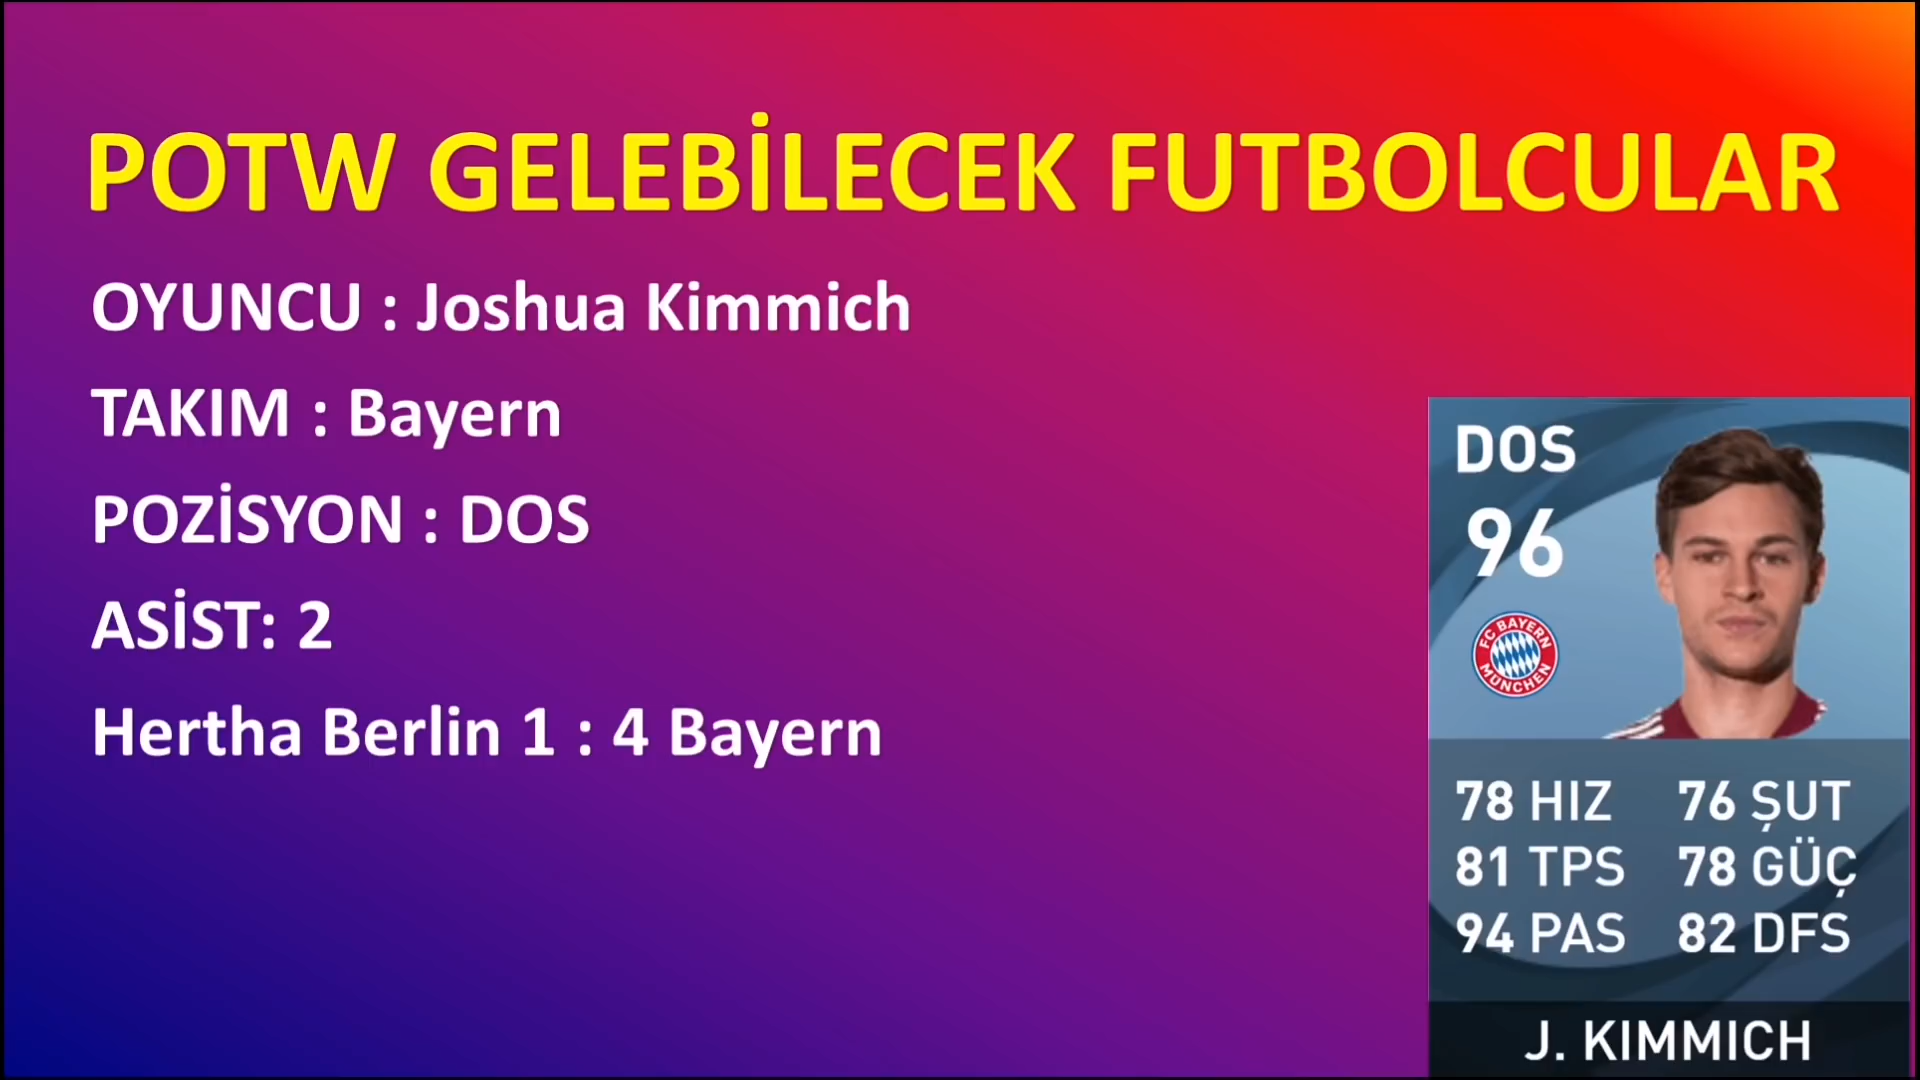 POTW GELEBİLECEK FUTBOLCULAR
OYUNCU : Joshua Kimmich
TAKIM : Bayern
POZİSYON : DOS
ASİST: 2
Hertha Berlin 1 : 4 Bayern
DOS
96
FC BAYERN
MÜNCHEN
78 HIZ 76 ŞUT
81 TPS 78 GÜÇ
94 PAS 82 DFS
J. KIMMICH